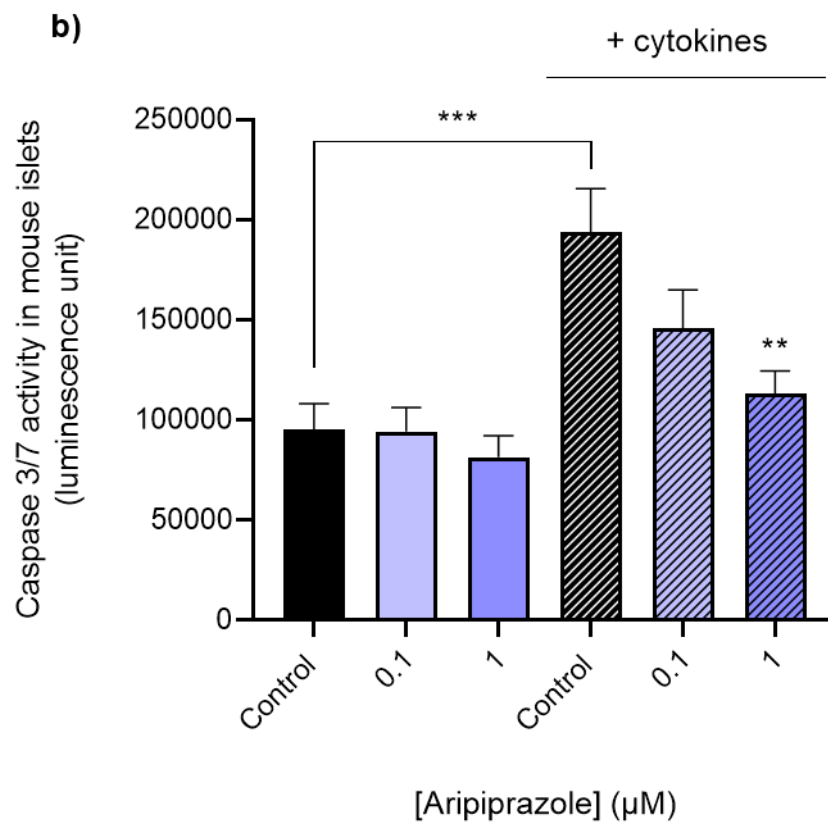 b)
+ cytokines
Caspase 3/7 activity in mouse islets
(luminescence unit)
250000
200000
150000
100000
50000
0
***
**
Control
0.1
1
Control
0.1
1
[Aripiprazole] (μM)